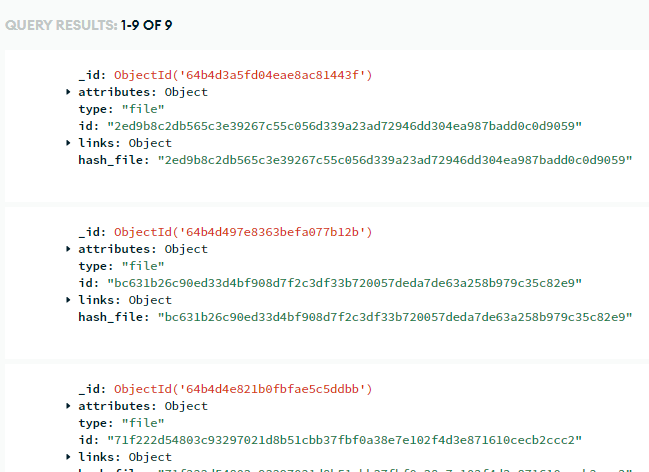 QUERY RESULTS: 1-9 OF 9
_id: ObjectId('64b4d3a5fd04eae8ac81443f')
attributes: Object
type: "file"
id: "2ed9b8c2db565c3e39267c55c056d339a23ad72946dd304ea987badd0c0d9059"
links: Object
hash_file: "2ed9b8c2db565c3e39267c55c056d339a23ad72946dd304ea987badd0c0d9059"
_id: ObjectId('64b4d497e8363befa077b12b')
attributes: Object
type: "file"
id: "bc631b26c90ed33d4bf908d7f2c3df33b720057deda7de63a258b979c35c82e9"
links: Object
hash_file: "bc631b26c90ed33d4bf908d7f2c3df33b720057deda7de63a258b979c35c82e9"
_id: ObjectId('64b4d4e821b0fbfae5c5ddbb')
attributes: Object
type: "file"
id: "71f222d54803c93297021d8b51cbb37fbf0a38e7e102f4d3e871610cecb2ccc2"
links: Object